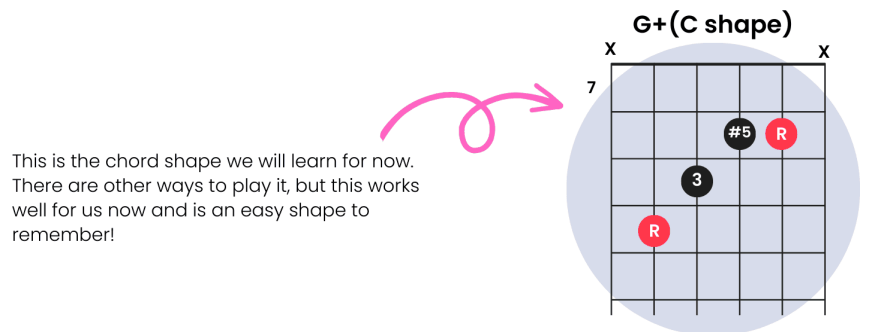 G+(C shape)
X X
7
#5 R
3
R
This is the chord shape we will learn for now.
There are other ways to play it, but this works
well for us now and is an easy shape to
remember!